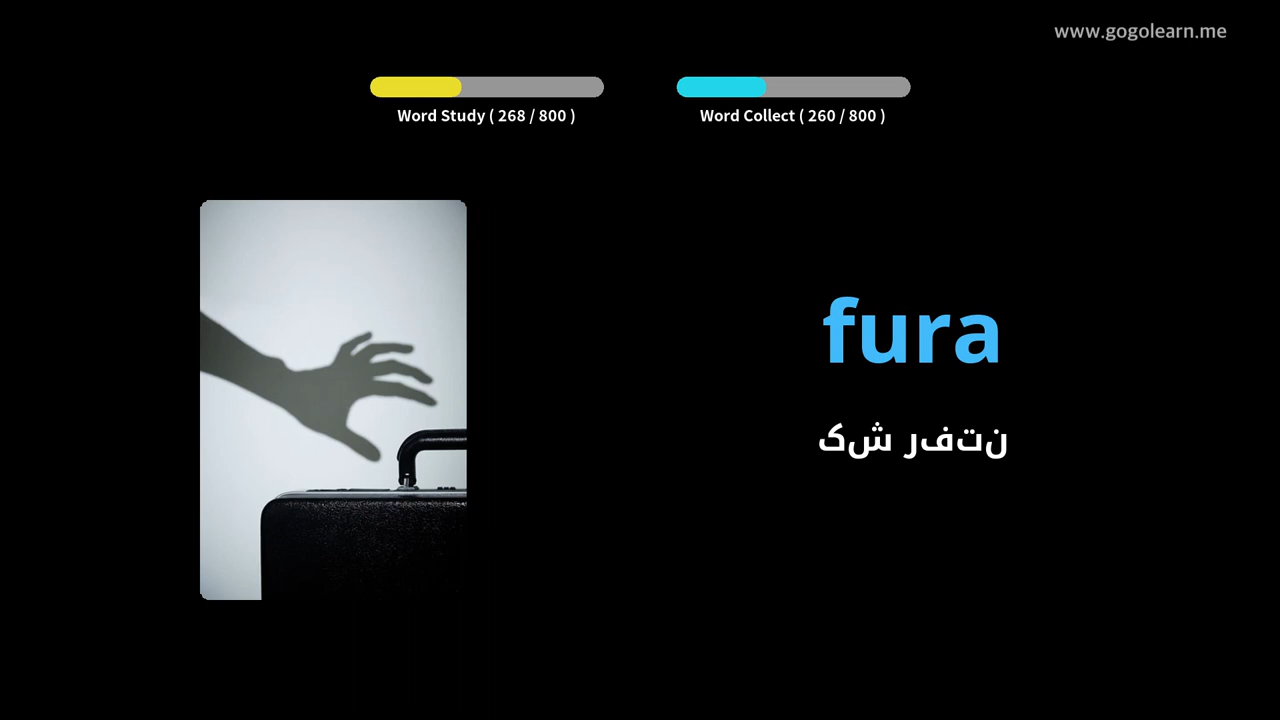 www.gogolearn.me
Word Study ( 268 / 800 )
Word Collect ( 260 / 800 )
fura
کش رفتن